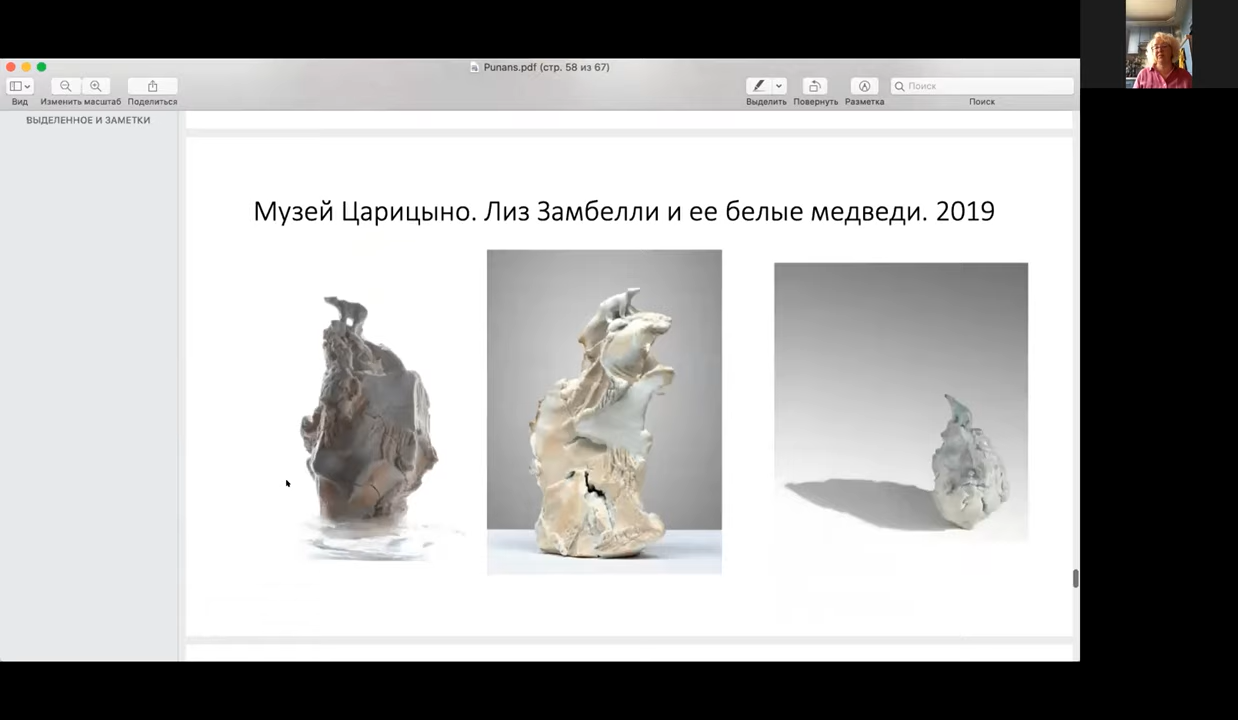 Punans.pdf (стр. 58 из 67)
Вид
Изменить масштаб
Поделиться
Выделить
Повернуть
Разметка
Поиск
Поиск
ВЫДЕЛЕННОЕ И ЗАМЕТКИ
Музей Царицыно. Лиз Замбелли и ее белые медведи. 2019